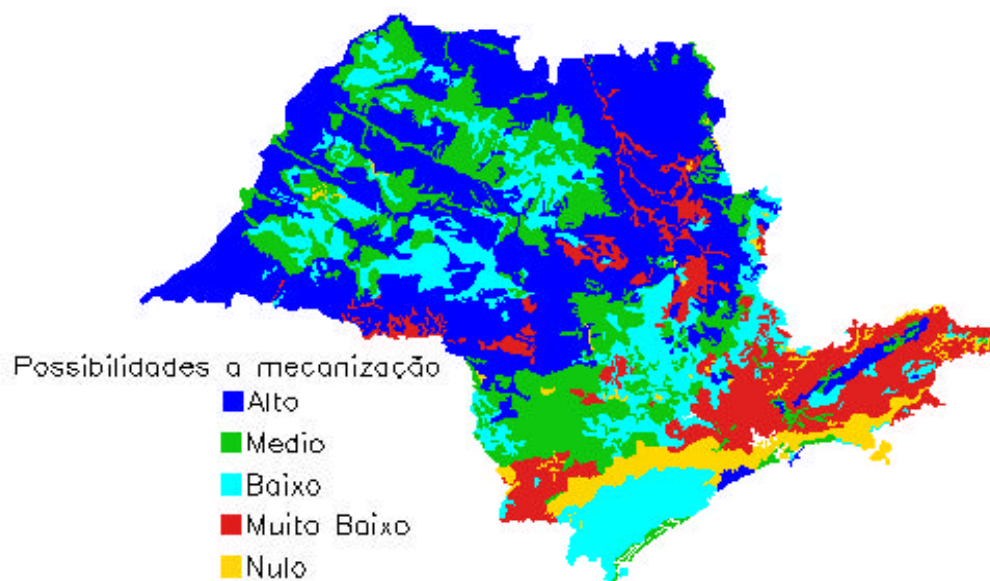 Possibilidades a mecanização
Alto
Medio
Baixo
Muito Baixo
Nulo